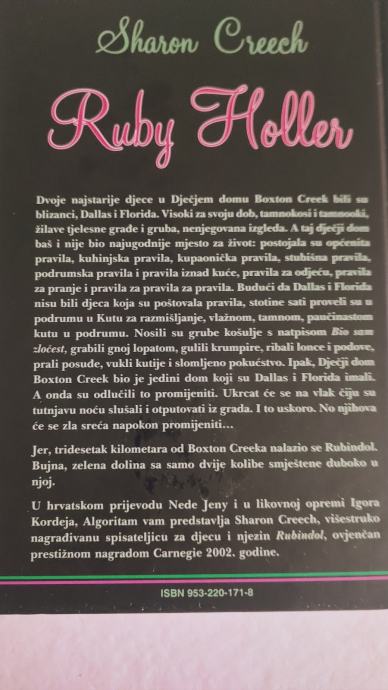 Sharon Creech
Ruby Holler
Dvoje najstarije djece u Dječjem domu Boxton Creek bili su
blizanci, Dallas i Florida. Visoki za svoju dob, tamnokosi i tamnooki,
žilave tjelesne građe i gruba, nenjegovana izgleda. A taj dječji dom
baš i nije bio najugodnije mjesto za život: postojala su općenita
pravila, kuhinjska pravila, kupaonička pravila, stubišna pravila,
podrumska pravila i pravila iznad kuće, pravila za odjeću, pravila
za pranje i pravila za pravila za pravila. Budući da Dallas i Florida
nisu bili djeca koja su poštovala pravila, stotine sati proveli su u
podrumu u Kutu za razmišljanje, vlažnom, tamnom, paučinastom
kutu u podrumu. Nosili su grube košulje s natpisom Bio sam
zločest, grabili gnoj lopatom, gulili krumpire, ribali lonce i podove,
prali posuđe, vukli kutije i slomljeno pokućstvo. Ipak, Dječji dom
Boxton Creek bio je jedini dom koji su Dallas i Florida imali.
A onda su odlučili to promijeniti. Ukrcat će se na vlak čiju su
tutnjavu noću slušali i otputovati iz grada. I to uskoro. No njihova
će se zla sreća napokon promijeniti...
Jer, tridesetak kilometara od Boxton Creeka nalazio se Rubindol.
Bujna, zelena dolina sa samo dvije kolibe smještene duboko u
njoj.
U hrvatskom prijevodu Nede Jeny i u likovnoj opremi Igora
Kordeja, Algoritam vam predstavlja Sharon Creech, višestruko
nagrađivanu spisateljicu za djecu i njezin Rubindol, ovjenčan
prestižnom nagradom Carnegie 2002. godine.
ISBN 953-220-171-8